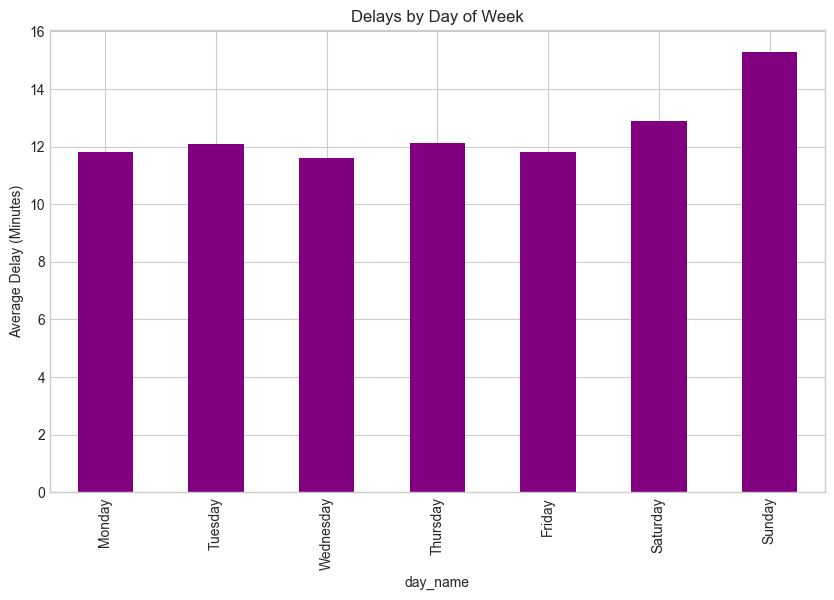 Delays by Day of Week
Average Delay (Minutes)
16
14
12
10
8
6
4
2
0
Monday
Tuesday
Wednesday
Thursday
Friday
Saturday
Sunday
day_name